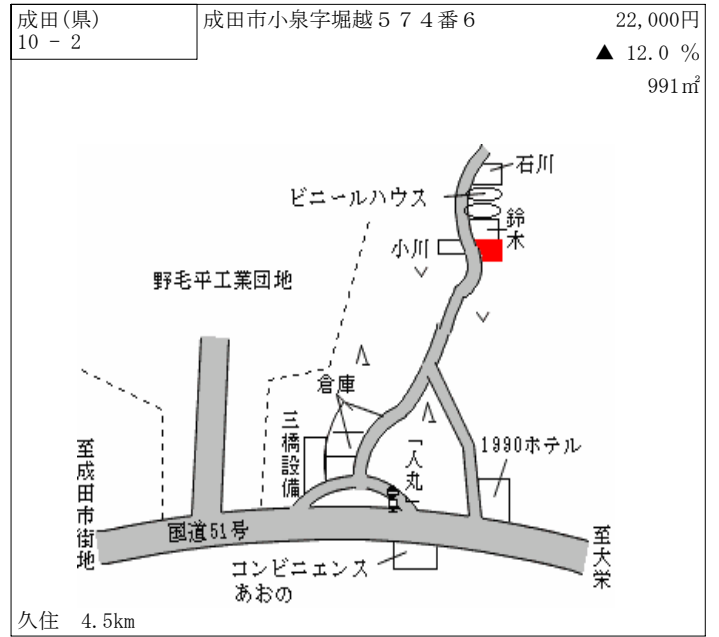 成田(県)
10 - 2
成田市小泉字堀越５７４番６
22,000円
▲ 12.0 %
991㎡
石川
ビニールハウス
鈴木
小川
野毛平工業団地
倉庫
三橋設備
「人丸」
1990ホテル
至成田市街地
国道51号
至大栄
コンビニエンス
あおの
久住　4.5km